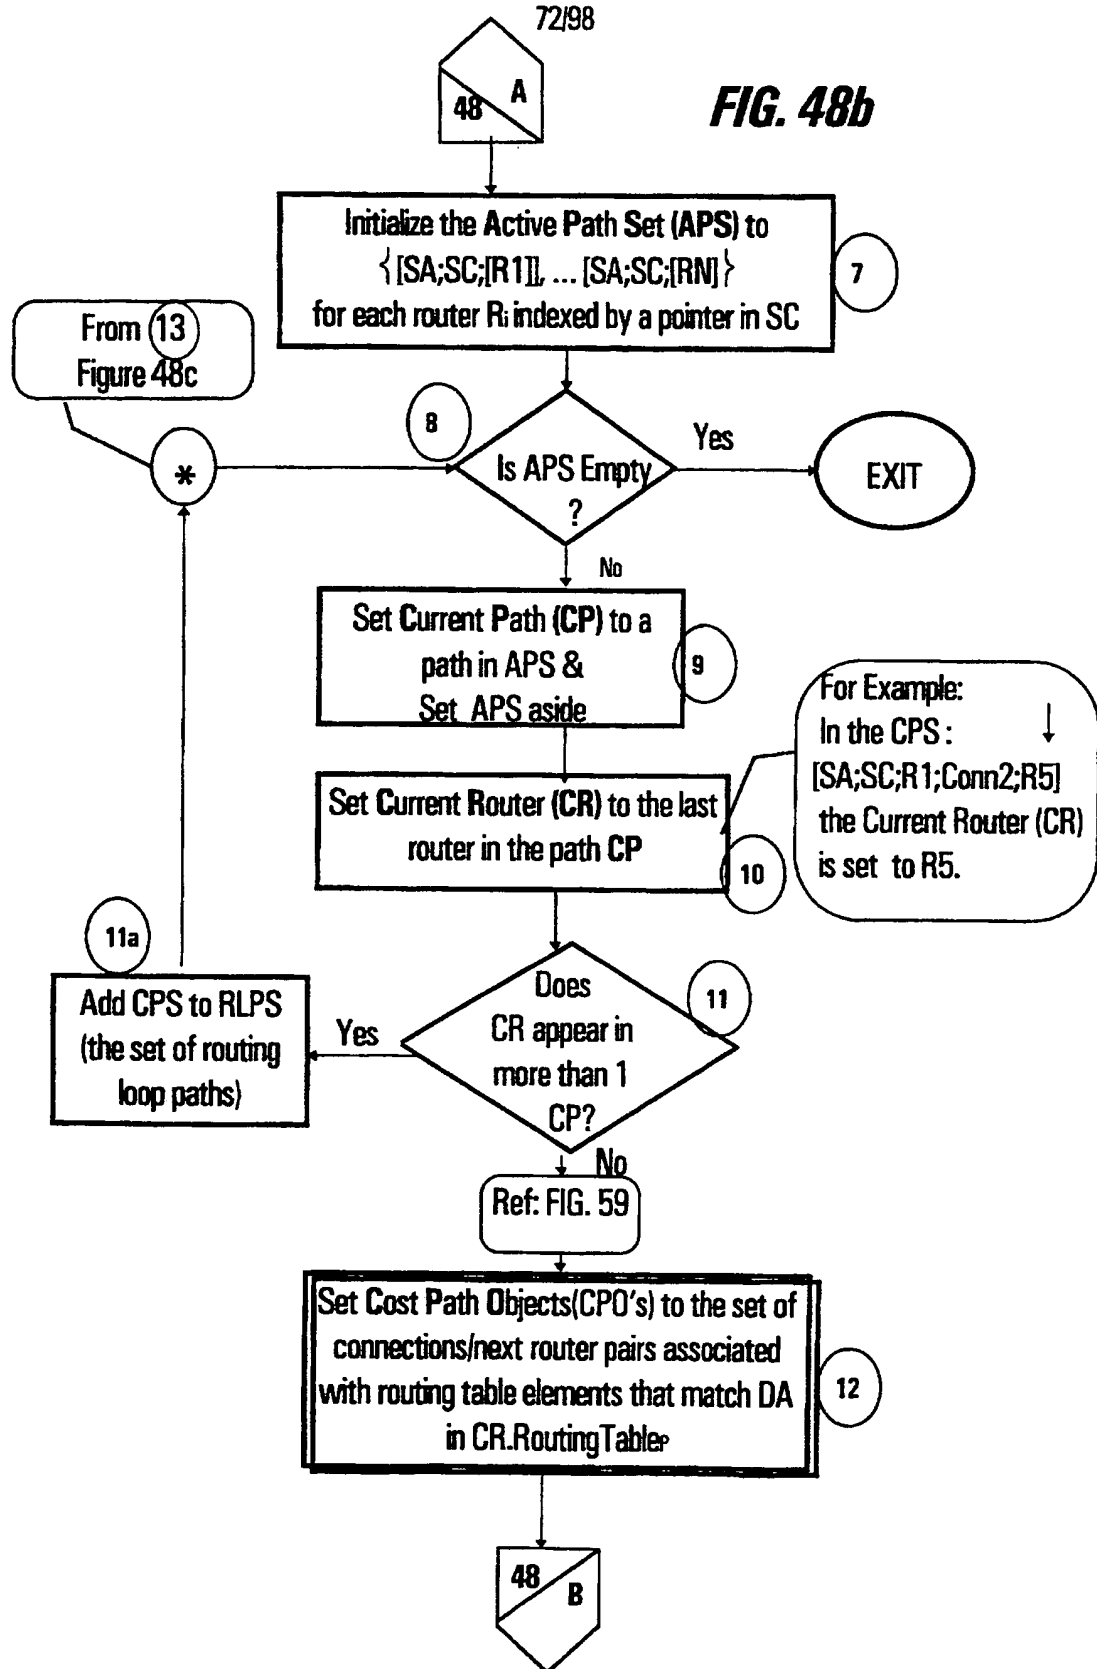 72/98
48 A
FIG. 48b
Initialize the Active Path Set (APS) to
{[SA;SC;[R1]], ... [SA;SC;[RN]}
for each router Ri indexed by a pointer in SC
7
From 13
Figure 48c
*
8
Is APS Empty
?
Yes
EXIT
No
Set Current Path (CP) to a
path in APS &
Set APS aside
9
For Example:
In the CPS :
[SA;SC;R1;Conn2;R5]
the Current Router (CR)
is set to R5.
Set Current Router (CR) to the last
router in the path CP
10
11a
Add CPS to RLPS
(the set of routing
loop paths)
Yes
Does
CR appear in
more than 1
CP?
11
No
Ref: FIG. 59
Set Cost Path Objects(CPO's) to the set of
connections/next router pairs associated
with routing table elements that match DA
in CR.RoutingTableP
12
48 B